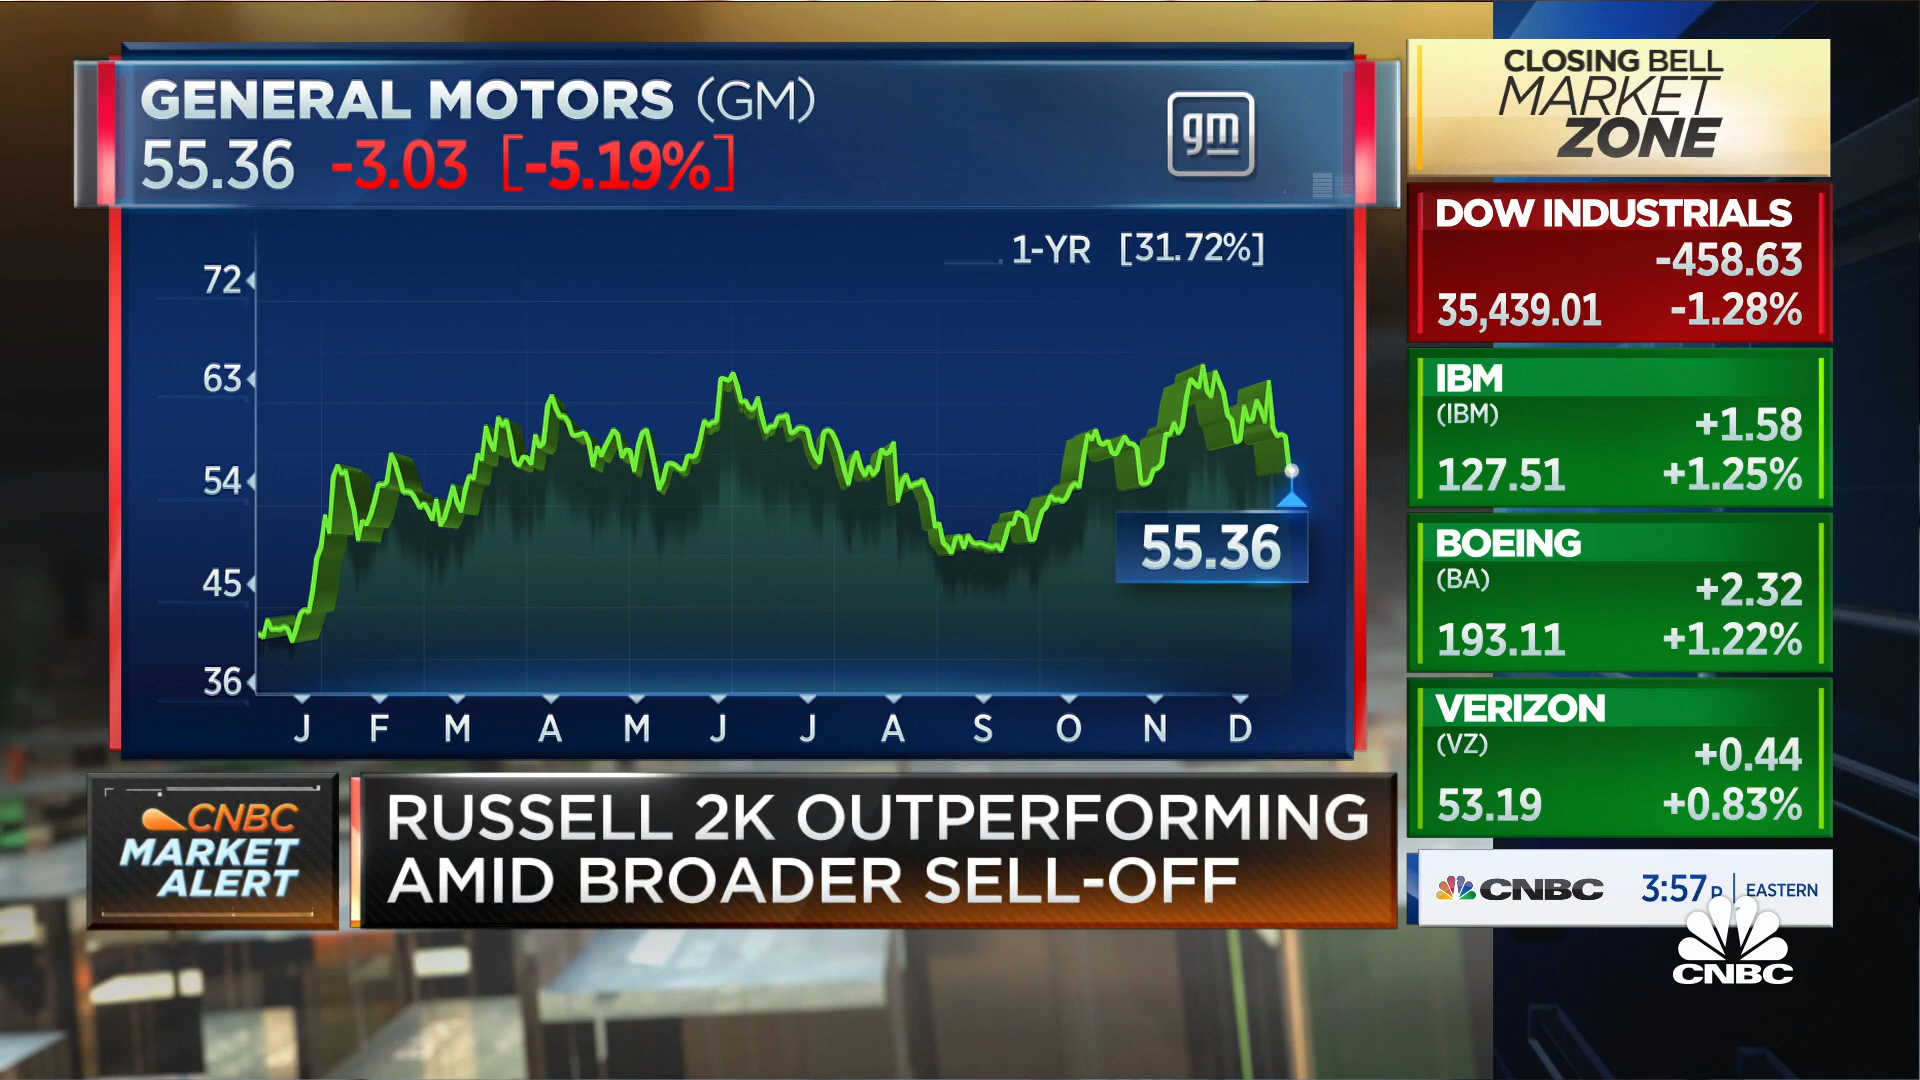 GENERAL MOTORS (GM)
55.36 -3.03 [-5.19%]
gm
1-YR [31.72%]
72
63
54
45
36
55.36
J F M A M J J A S O N D
CNBC
MARKET
ALERT
RUSSELL 2K OUTPERFORMING
AMID BROADER SELL-OFF
CLOSING BELL
MARKET
ZONE
DOW INDUSTRIALS
-458.63
35,439.01 -1.28%
IBM
(IBM) +1.58
127.51 +1.25%
BOEING
(BA) +2.32
193.11 +1.22%
VERIZON
(VZ) +0.44
53.19 +0.83%
CNBC 3:57P EASTERN
CNBC